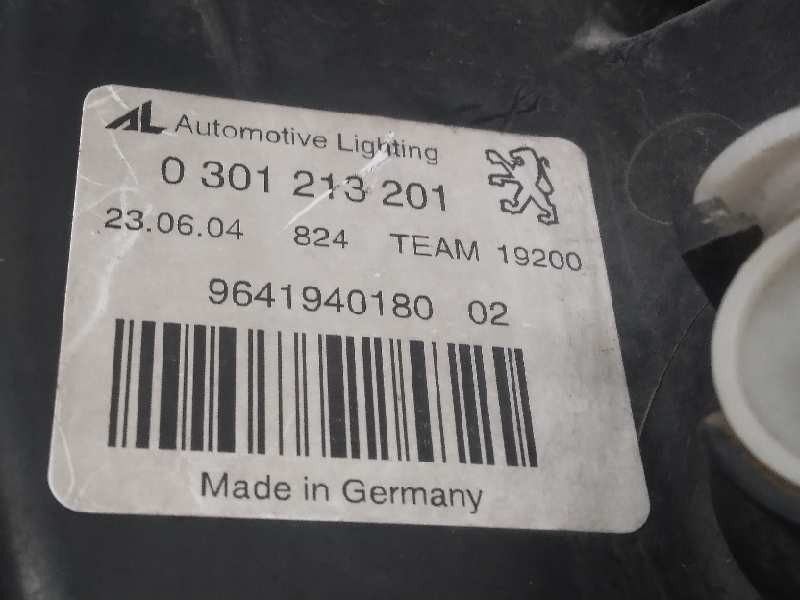 AL Automotive Lighting
0 301 213 201
23.06.04 824 TEAM 19200
9641940180 02
Made in Germany